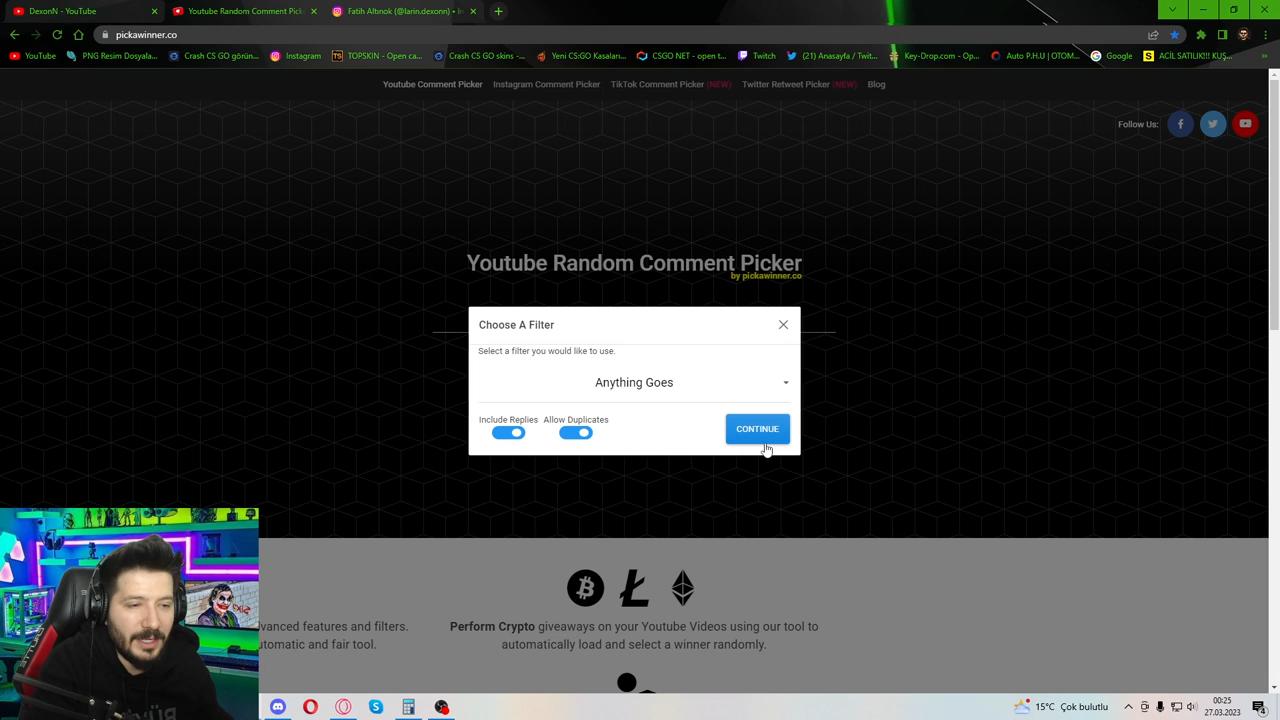 DexonN - YouTube
Youtube Random Comment Pick
Fatih Altınok (@larin.dexonn) • In
pickawinner.co
YouTube
PNG Resim Dosyala...
Crash CS GO görün...
Instagram
TOPSKIN - Open ca...
Crash CS GO skins -...
Yeni CS:GO Kasaları...
CSGO NET - open t...
Twitch
(21) Anasayfa / Twit...
Key-Drop.com - Op...
Auto P.H.U | OTOM...
Google
ACİL SATILIK!!! KUŞ...
Youtube Comment Picker
Instagram Comment Picker
TikTok Comment Picker (NEW)
Twitter Retweet Picker (NEW)
Blog
Follow Us:
Youtube Random Comment Picker
by pickawinner.co
Choose A Filter
Select a filter you would like to use.
Anything Goes
Include Replies
Allow Duplicates
CONTINUE
vanced features and filters.
utomatic and fair tool.
Perform Crypto giveaways on your Youtube Videos using our tool to
automatically load and select a winner randomly.
15°C Çok bulutlu
00:25
27.03.2023
4